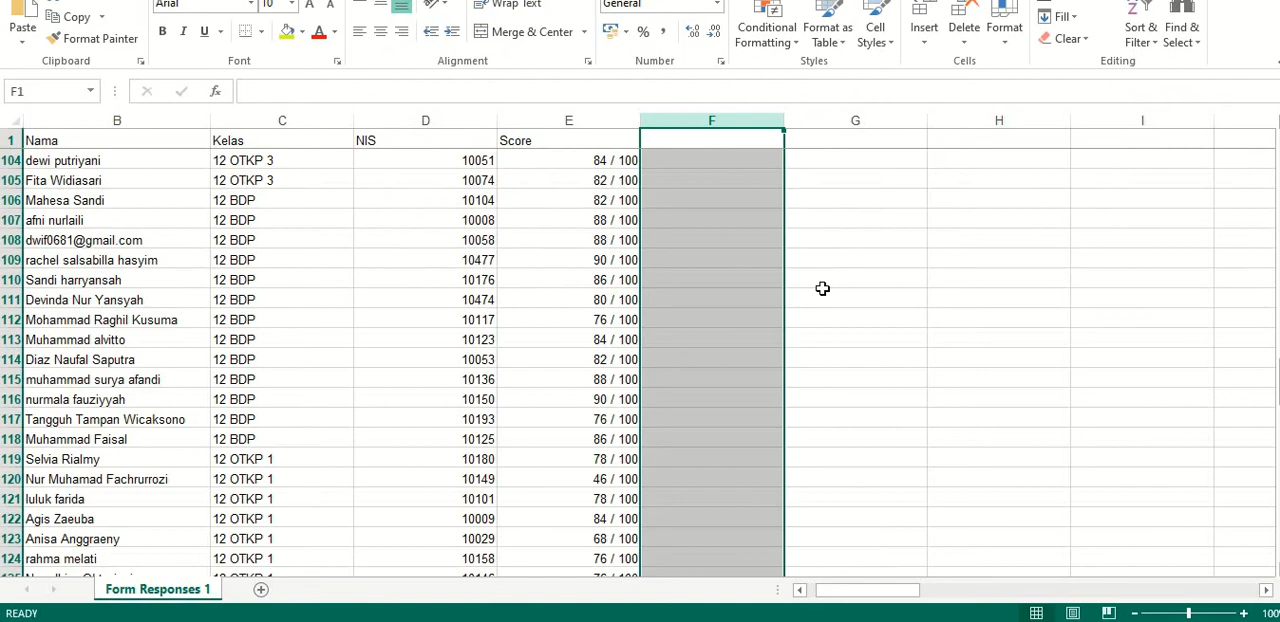 Arial 10 A A Wrap Text General
Copy
Paste Format Painter
B I U Merge & Center % ,
Conditional Formatting Format as Table Cell Styles Insert Delete Format
Fill Clear Sort & Filter Find & Select
Clipboard Font Alignment Number Styles Cells Editing
F1 fx
B C D E F G H I
1 Nama Kelas NIS Score
104 dewi putriyani 12 OTKP 3 10051 84 / 100
105 Fita Widiasari 12 OTKP 3 10074 82 / 100
106 Mahesa Sandi 12 BDP 10104 82 / 100
107 afni nurlaili 12 BDP 10008 88 / 100
108 dwif0681@gmail.com 12 BDP 10058 88 / 100
109 rachel salsabilla hasyim 12 BDP 10477 90 / 100
110 Sandi harryansah 12 BDP 10176 86 / 100
111 Devinda Nur Yansyah 12 BDP 10474 80 / 100
112 Mohammad Raghil Kusuma 12 BDP 10117 76 / 100
113 Muhammad alvitto 12 BDP 10123 84 / 100
114 Diaz Naufal Saputra 12 BDP 10053 82 / 100
115 muhammad surya afandi 12 BDP 10136 88 / 100
116 nurmala fauziyyah 12 BDP 10150 90 / 100
117 Tangguh Tampan Wicaksono 12 BDP 10193 76 / 100
118 Muhammad Faisal 12 BDP 10125 86 / 100
119 Selvia Rialmy 12 OTKP 1 10180 78 / 100
120 Nur Muhamad Fachrurrozi 12 OTKP 1 10149 46 / 100
121 luluk farida 12 OTKP 1 10101 78 / 100
122 Agis Zaeuba 12 OTKP 1 10009 84 / 100
123 Anisa Anggraeny 12 OTKP 1 10029 68 / 100
124 rahma melati 12 OTKP 1 10158 76 / 100
Form Responses 1
READY 100